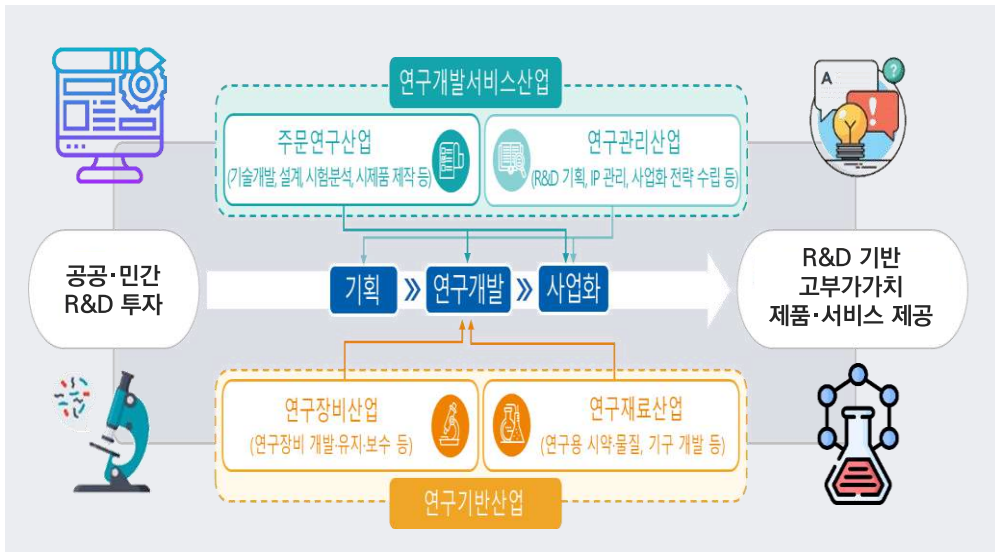 연구개발서비스산업
주문연구산업
(기술개발, 설계, 시험분석, 시제품 제작 등)
연구관리산업
(R&D 기획, IP 관리, 사업화 전략 수립 등)
A
?
!
공공·민간
R&D 투자
기획 》 연구개발 》 사업화
R&D 기반
고부가가치
제품·서비스 제공
연구장비산업
(연구장비 개발·유지·보수 등)
연구재료산업
(연구용 시약·물질, 기구 개발 등)
연구기반산업